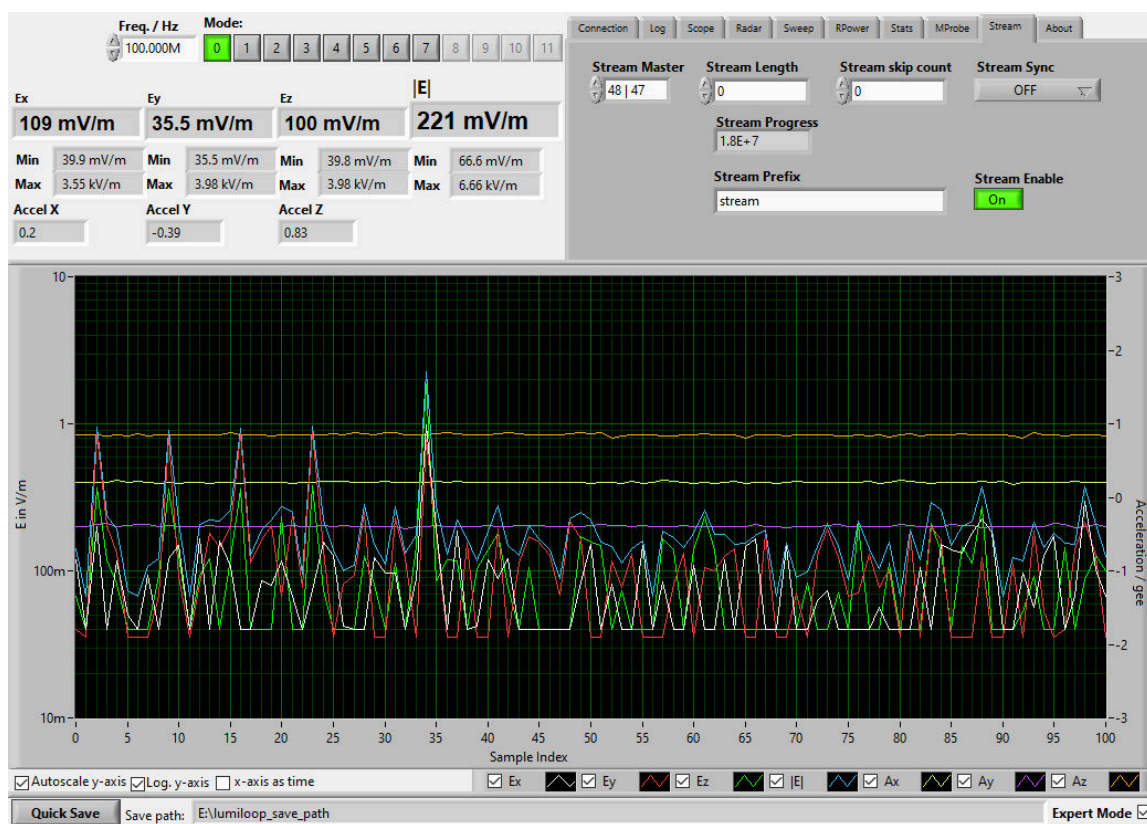 Freq. / Hz Mode:
100.000M 0 1 2 3 4 5 6 7 8 9 10 11
Connection Log Scope Radar Sweep RPower Stats MProbe Stream About
Stream Master Stream Length Stream skip count Stream Sync
48 | 47 0 0 OFF
Stream Progress
1.8E+7
Stream Prefix Stream Enable
stream On
Ex Ey Ez |E|
109 mV/m 35.5 mV/m 100 mV/m 221 mV/m
Min 39.9 mV/m Min 35.5 mV/m Min 39.8 mV/m Min 66.6 mV/m
Max 3.55 kV/m Max 3.98 kV/m Max 3.98 kV/m Max 6.66 kV/m
Accel X Accel Y Accel Z
0.2 -0.39 0.83
E in V/m
10
1
100m
10m
3
2
1
0
-1
-2
-3
Acceleration / gee
0 5 10 15 20 25 30 35 40 45 50 55 60 65 70 75 80 85 90 95 100
Sample Index
Autoscale y-axis Log. y-axis x-axis as time Ex Ey Ez |E| Ax Ay Az
Quick Save Save path: E:\lumiloop_save_path Expert Mode